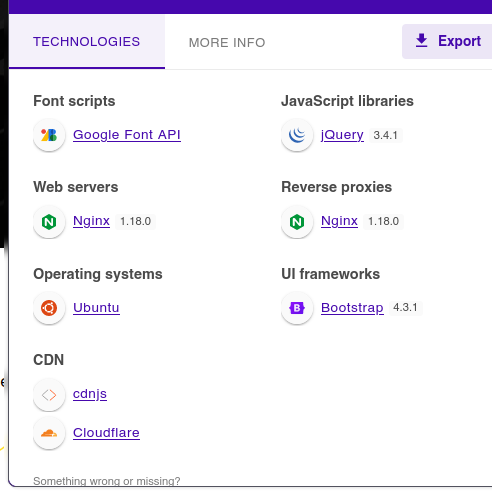 TECHNOLOGIES MORE INFO Export
Font scripts JavaScript libraries
Google Font API jQuery 3.4.1
Web servers Reverse proxies
Nginx 1.18.0 Nginx 1.18.0
Operating systems UI frameworks
Ubuntu Bootstrap 4.3.1
CDN
cdnjs
Cloudflare
Something wrong or missing?